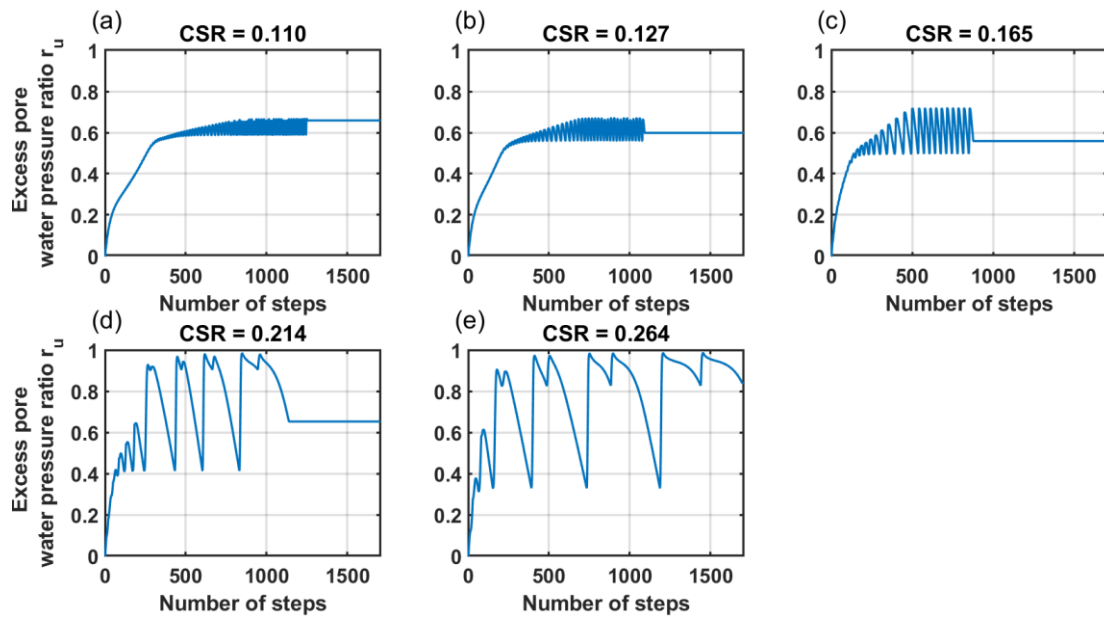 (a)
CSR = 0.110
Excess pore
water pressure ratio r_u
1
0.8
0.6
0.4
0.2
0
0 500 1000 1500
Number of steps
(b)
CSR = 0.127
1
0.8
0.6
0.4
0.2
0
0 500 1000 1500
Number of steps
(c)
CSR = 0.165
1
0.8
0.6
0.4
0.2
0
0 500 1000 1500
Number of steps
(d)
CSR = 0.214
Excess pore
water pressure ratio r_u
1
0.8
0.6
0.4
0.2
0
0 500 1000 1500
Number of steps
(e)
CSR = 0.264
1
0.8
0.6
0.4
0.2
0
0 500 1000 1500
Number of steps